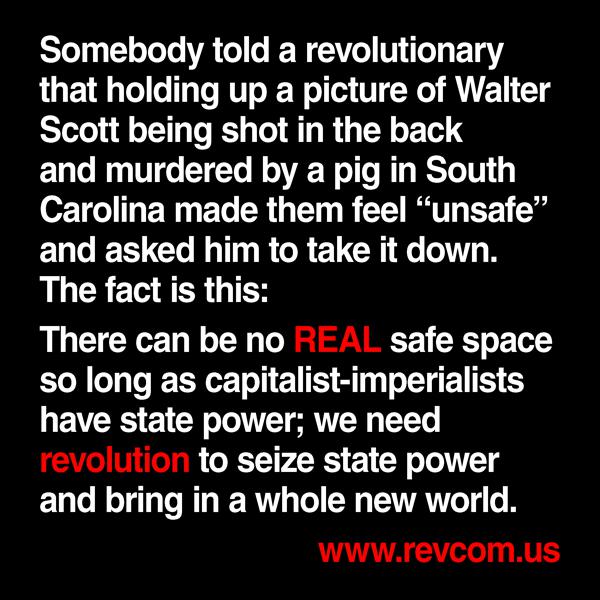 Somebody told a revolutionary
that holding up a picture of Walter
Scott being shot in the back
and murdered by a pig in South
Carolina made them feel “unsafe”
and asked him to take it down.
The fact is this:
There can be no REAL safe space
so long as capitalist-imperialists
have state power; we need
revolution to seize state power
and bring in a whole new world.
www.revcom.us